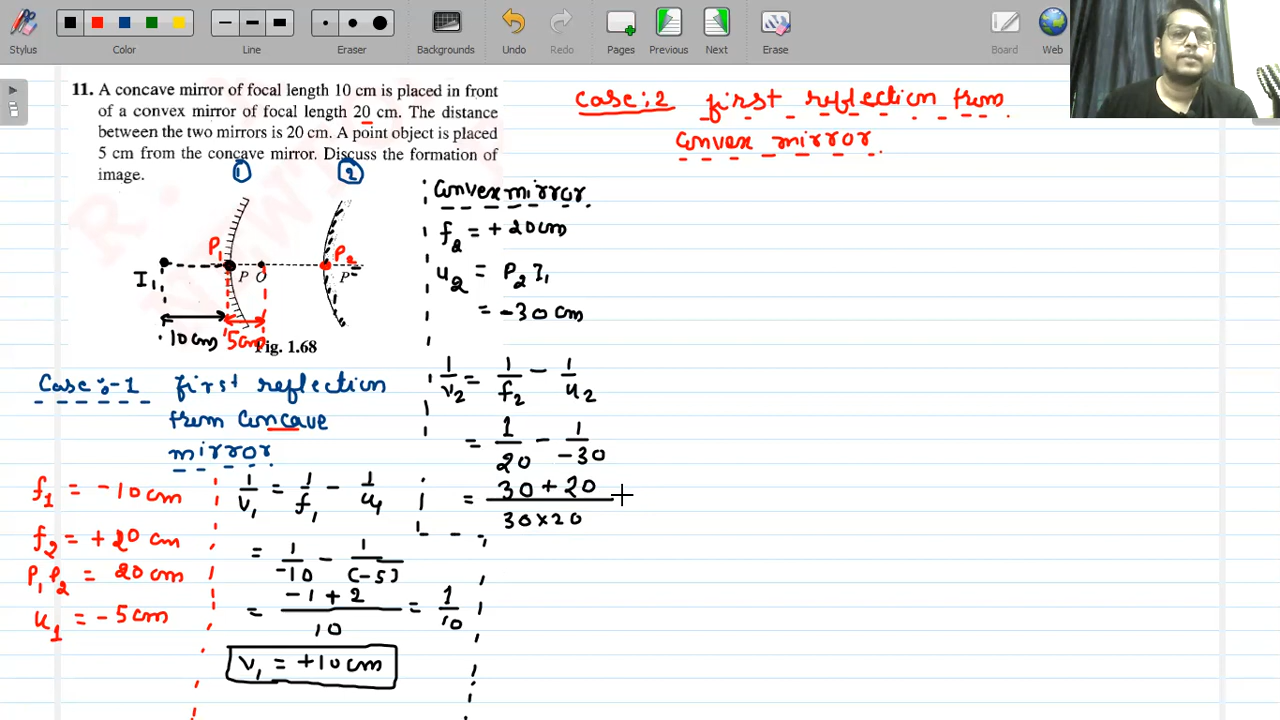 Stylus
Color
Line
Eraser
Backgrounds
Undo
Redo
Pages
Previous
Next
Erase
Board
Web
11. A concave mirror of focal length 10 cm is placed in front
of a convex mirror of focal length 20 cm. The distance
between the two mirrors is 20 cm. A point object is placed
5 cm from the concave mirror. Discuss the formation of
image.
1
2
P1
P2
I1
P
O
P'
10cm
5cm
Fig. 1.68
Case :-1 first reflection
from Concave
mirror
f1 = -10cm
f2 = +20 cm
P1P2 = 20 cm
u1 = -5cm
1/v1 = 1/f1 - 1/u1
= 1/-10 - 1/(-5)
= -1 + 2/10 = 1/10
v1 = +10cm
Convex mirror
f2 = +20cm
u2 = P2I1
= -30 cm
1/v2 = 1/f2 - 1/u2
= 1/20 - 1/-30
= 30 + 20/30×20
Case:2 first reflection from
Convex mirror